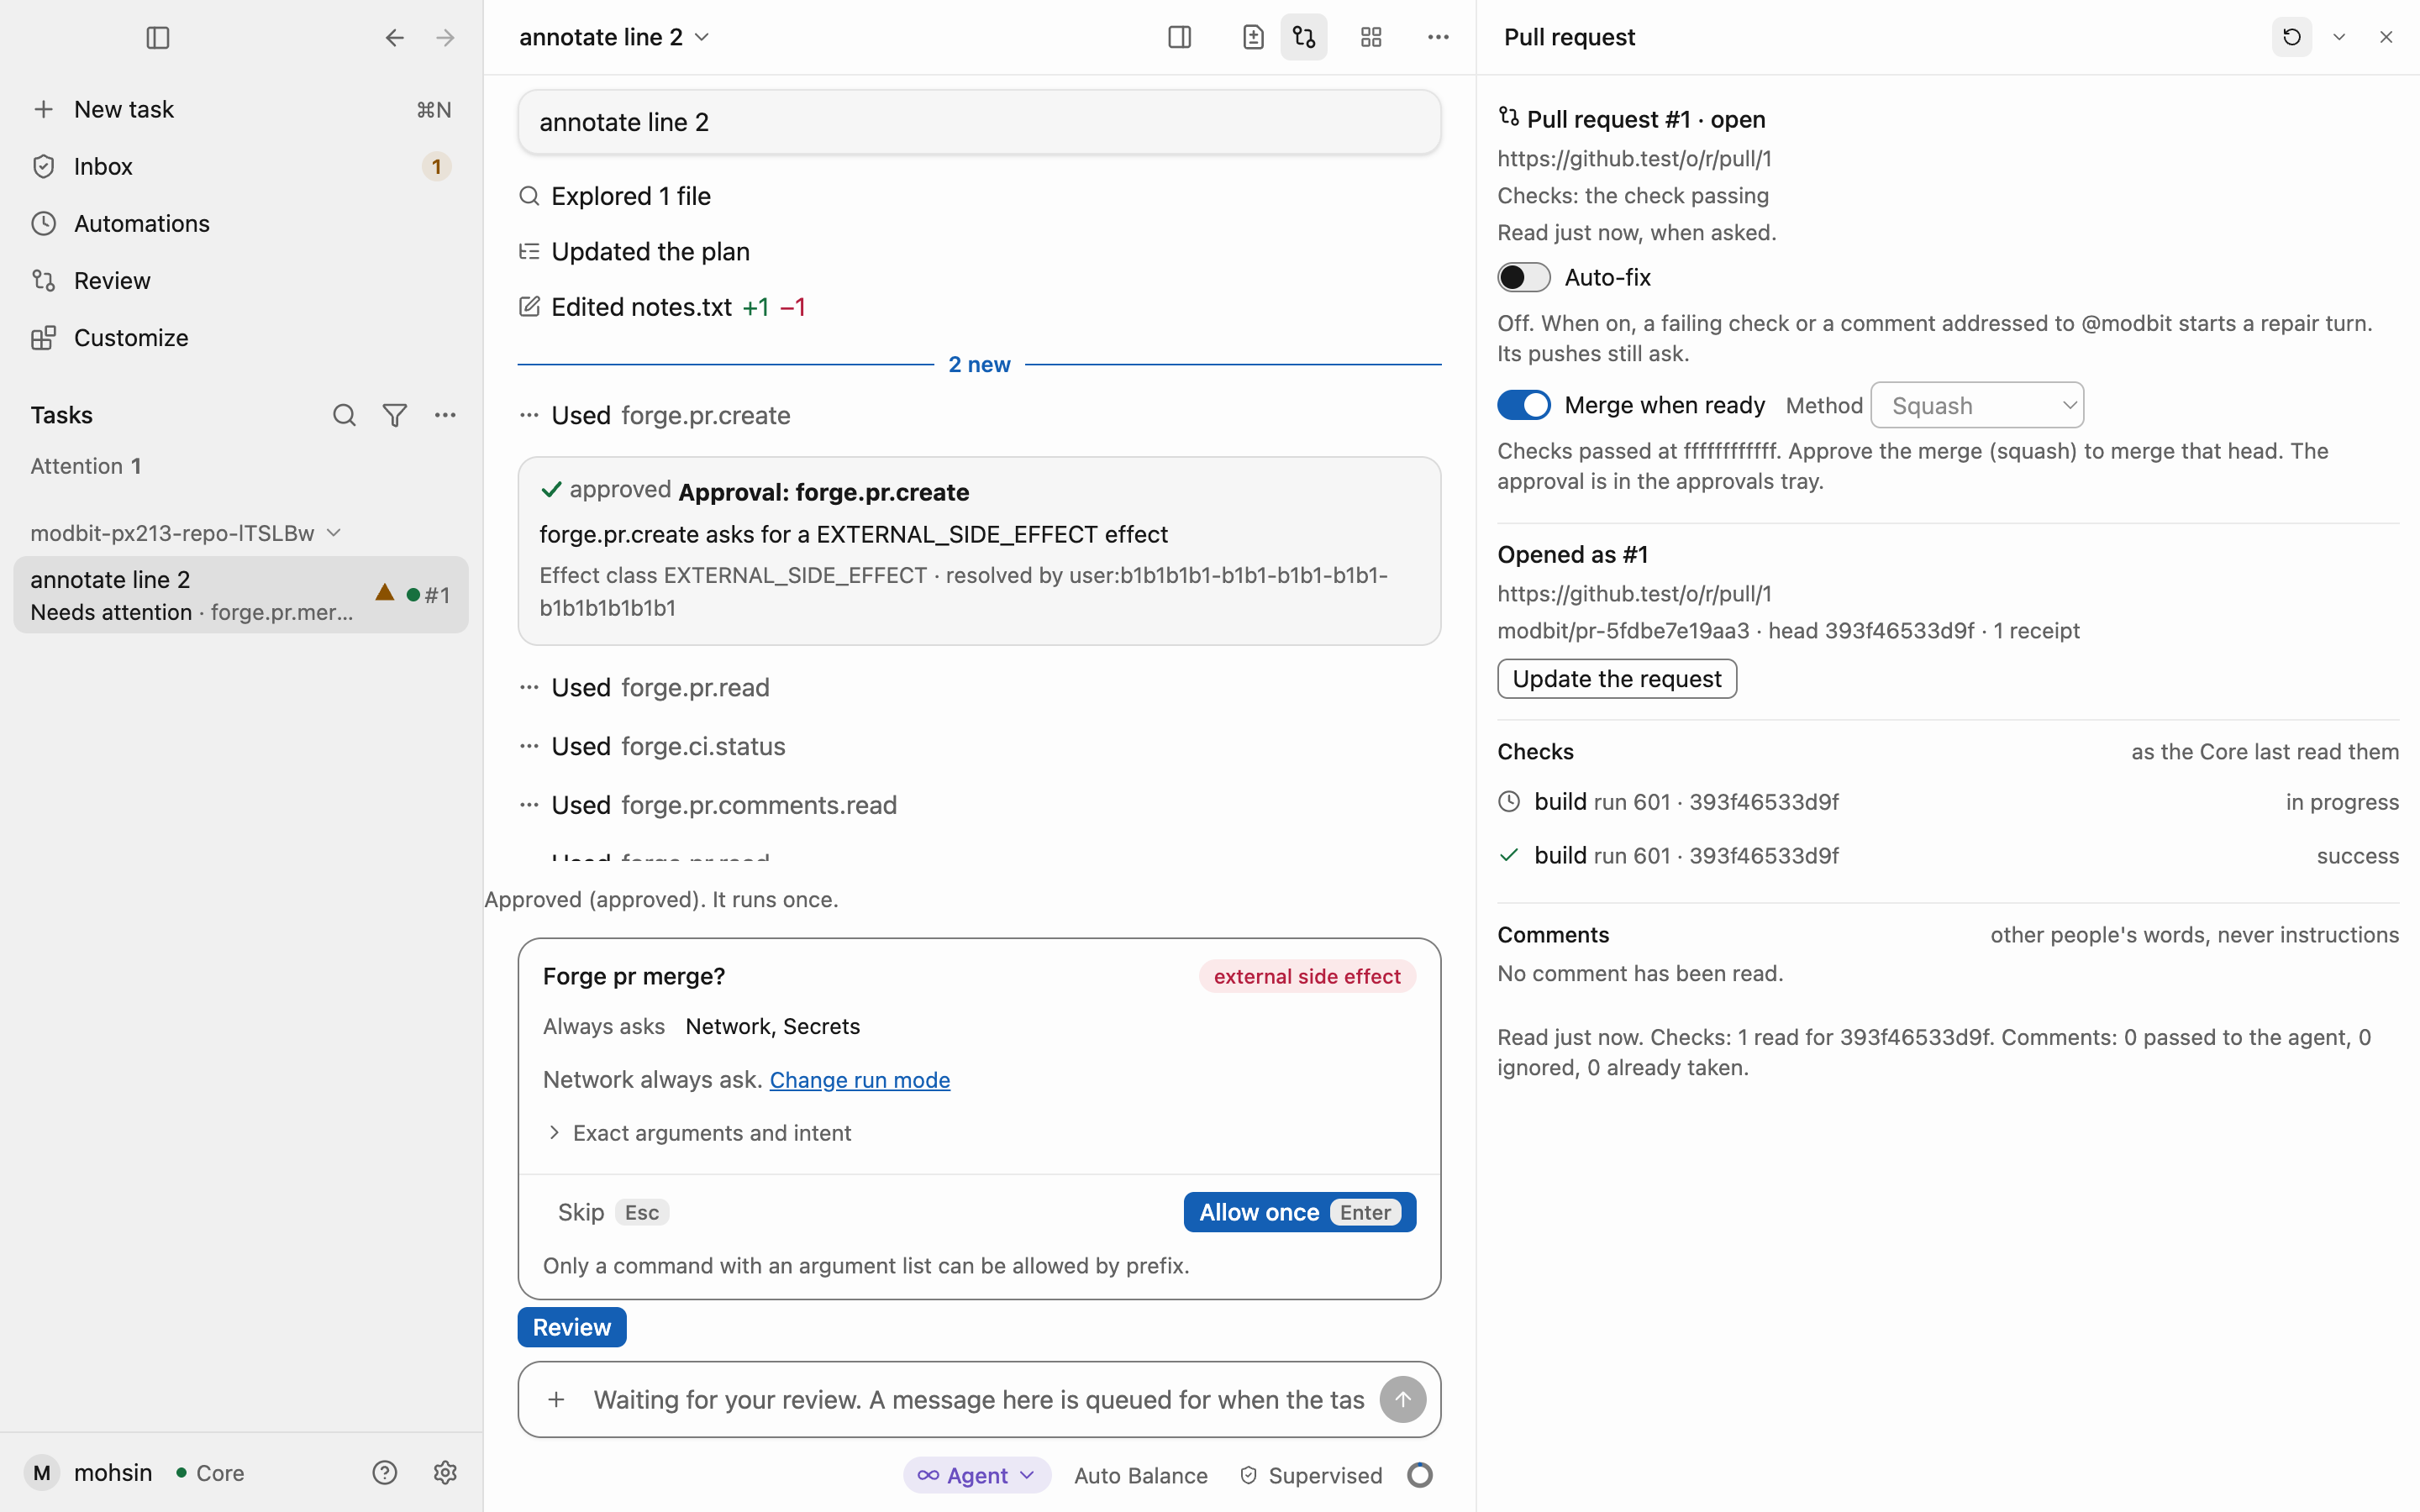 New task ⌘N
Inbox 1
Automations
Review
Customize
Tasks
Attention 1
modbit-px213-repo-lTSLBw
annotate line 2
Needs attention · forge.pr.mer... #1
M mohsin Core
annotate line 2
annotate line 2
Explored 1 file
Updated the plan
Edited notes.txt +1 −1
2 new
Used forge.pr.create
approved Approval: forge.pr.create
forge.pr.create asks for a EXTERNAL_SIDE_EFFECT effect
Effect class EXTERNAL_SIDE_EFFECT · resolved by user:b1b1b1b1-b1b1-b1b1-b1b1-
b1b1b1b1b1b1
Used forge.pr.read
Used forge.ci.status
Used forge.pr.comments.read
Used forge.pr.read
Approved (approved). It runs once.
Forge pr merge? external side effect
Always asks Network, Secrets
Network always ask. Change run mode
Exact arguments and intent
Skip Esc Allow once Enter
Only a command with an argument list can be allowed by prefix.
Review
Waiting for your review. A message here is queued for when the tas
Agent Auto Balance Supervised
Pull request
Pull request #1 · open
https://github.test/o/r/pull/1
Checks: the check passing
Read just now, when asked.
Auto-fix
Off. When on, a failing check or a comment addressed to @modbit starts a repair turn.
Its pushes still ask.
Merge when ready Method Squash
Checks passed at ffffffffffff. Approve the merge (squash) to merge that head. The
approval is in the approvals tray.
Opened as #1
https://github.test/o/r/pull/1
modbit/pr-5fdbe7e19aa3 · head 393f46533d9f · 1 receipt
Update the request
Checks as the Core last read them
build run 601 · 393f46533d9f in progress
build run 601 · 393f46533d9f success
Comments other people's words, never instructions
No comment has been read.
Read just now. Checks: 1 read for 393f46533d9f. Comments: 0 passed to the agent, 0
ignored, 0 already taken.